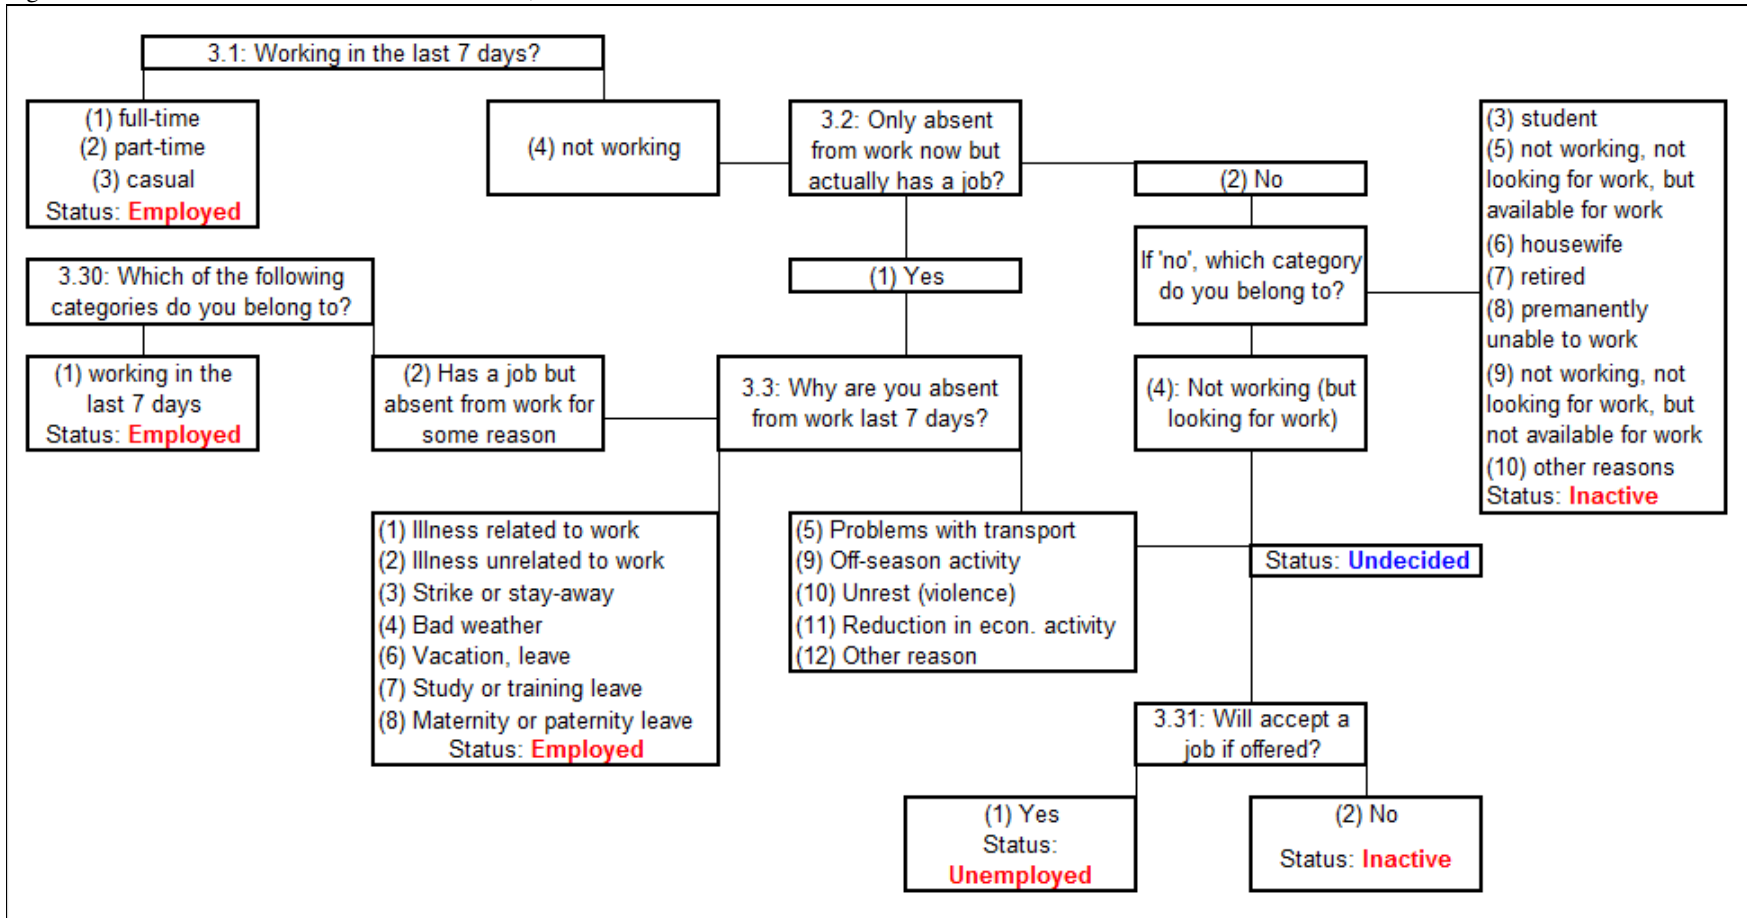 3.1: Working in the last 7 days?
(1) full-time
(2) part-time
(3) casual
Status: Employed
(4) not working
3.2: Only absent
from work now but
actually has a job?
(2) No
(3) student
(5) not working, not
looking for work, but
available for work
(6) housewife
(7) retired
(8) premanently
unable to work
(9) not working, not
looking for work, but
not available for work
(10) other reasons
Status: Inactive
If 'no', which category
do you belong to?
(1) Yes
3.30: Which of the following
categories do you belong to?
(1) working in the
last 7 days
Status: Employed
(2) Has a job but
absent from work for
some reason
3.3: Why are you absent
from work last 7 days?
(4): Not working (but
looking for work)
(1) Illness related to work
(2) Illness unrelated to work
(3) Strike or stay-away
(4) Bad weather
(6) Vacation, leave
(7) Study or training leave
(8) Maternity or paternity leave
Status: Employed
(5) Problems with transport
(9) Off-season activity
(10) Unrest (violence)
(11) Reduction in econ. activity
(12) Other reason
Status: Undecided
3.31: Will accept a
job if offered?
(1) Yes
Status:
Unemployed
(2) No
Status: Inactive